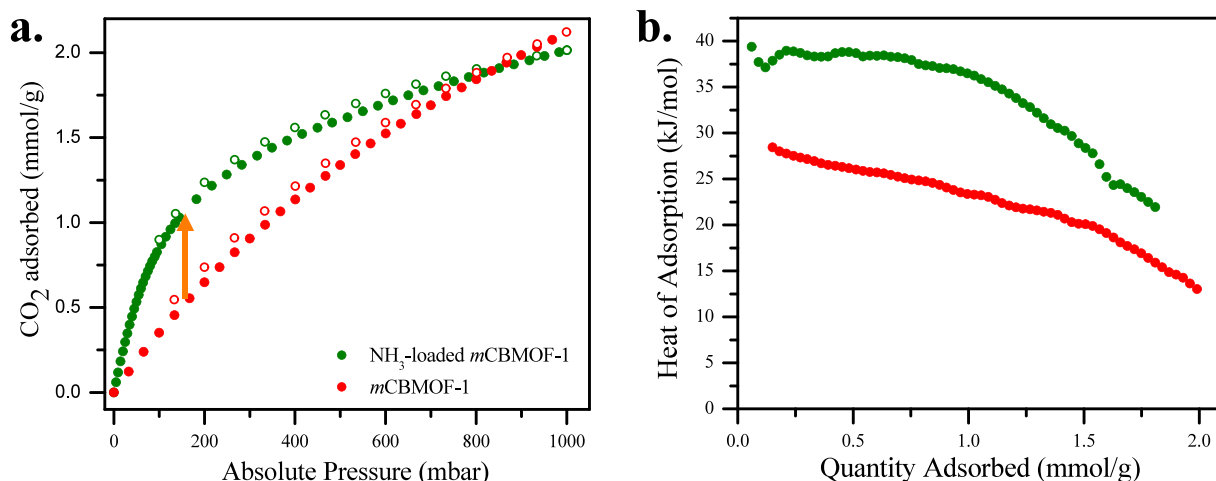 a.
CO₂ adsorbed (mmol/g)
2.0
1.5
1.0
0.5
0.0
NH₃-loaded mCBMOF-1
mCBMOF-1
0 200 400 600 800 1000
Absolute Pressure (mbar)
b.
Heat of Adsorption (kJ/mol)
40
35
30
25
20
15
10
5
0
0.0 0.5 1.0 1.5 2.0
Quantity Adsorbed (mmol/g)